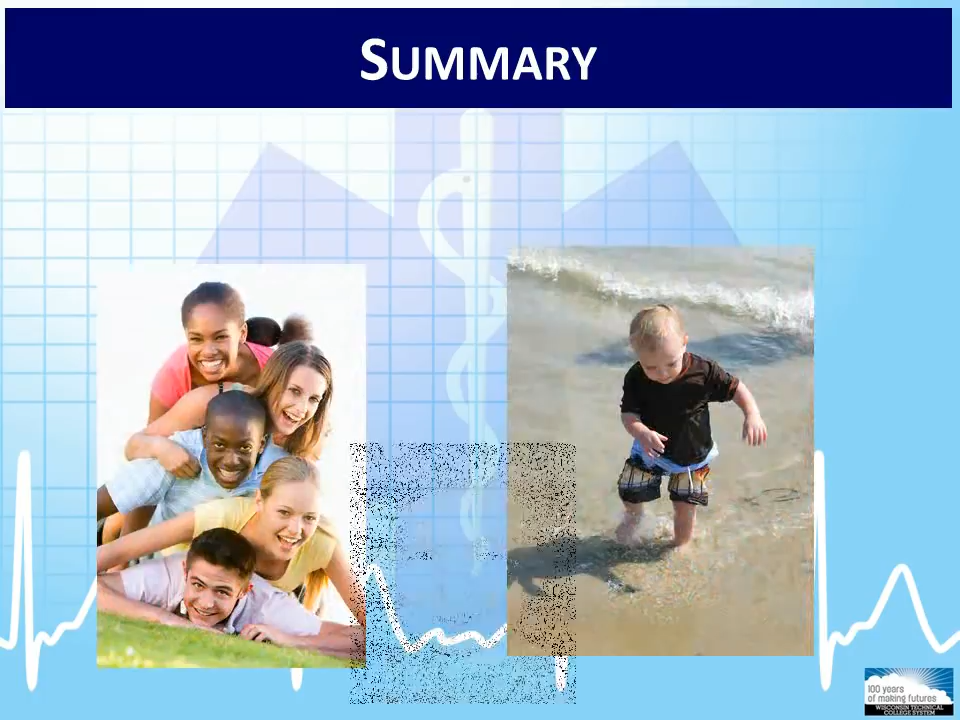 SUMMARY
100 years
of making futures
WISCONSIN TECHNICAL
COLLEGE SYSTEM